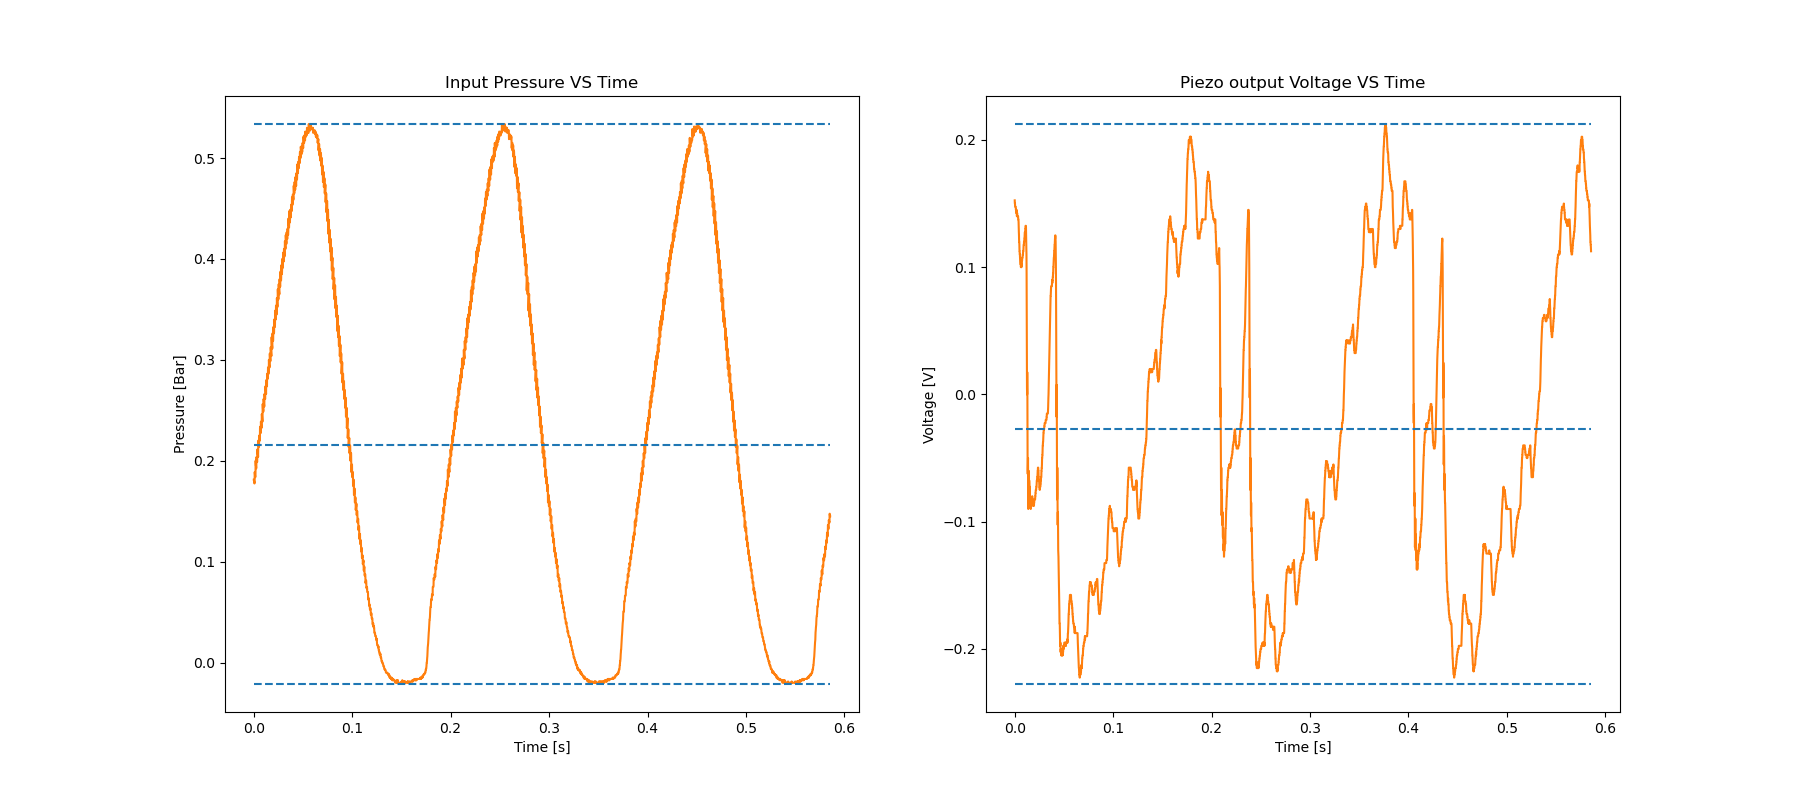 Input Pressure VS Time
Pressure [Bar]
0.5
0.4
0.3
0.2
0.1
0.0
0.0 0.1 0.2 0.3 0.4 0.5 0.6
Time [s]
Piezo output Voltage VS Time
Voltage [V]
0.2
0.1
0.0
−0.1
−0.2
0.0 0.1 0.2 0.3 0.4 0.5 0.6
Time [s]